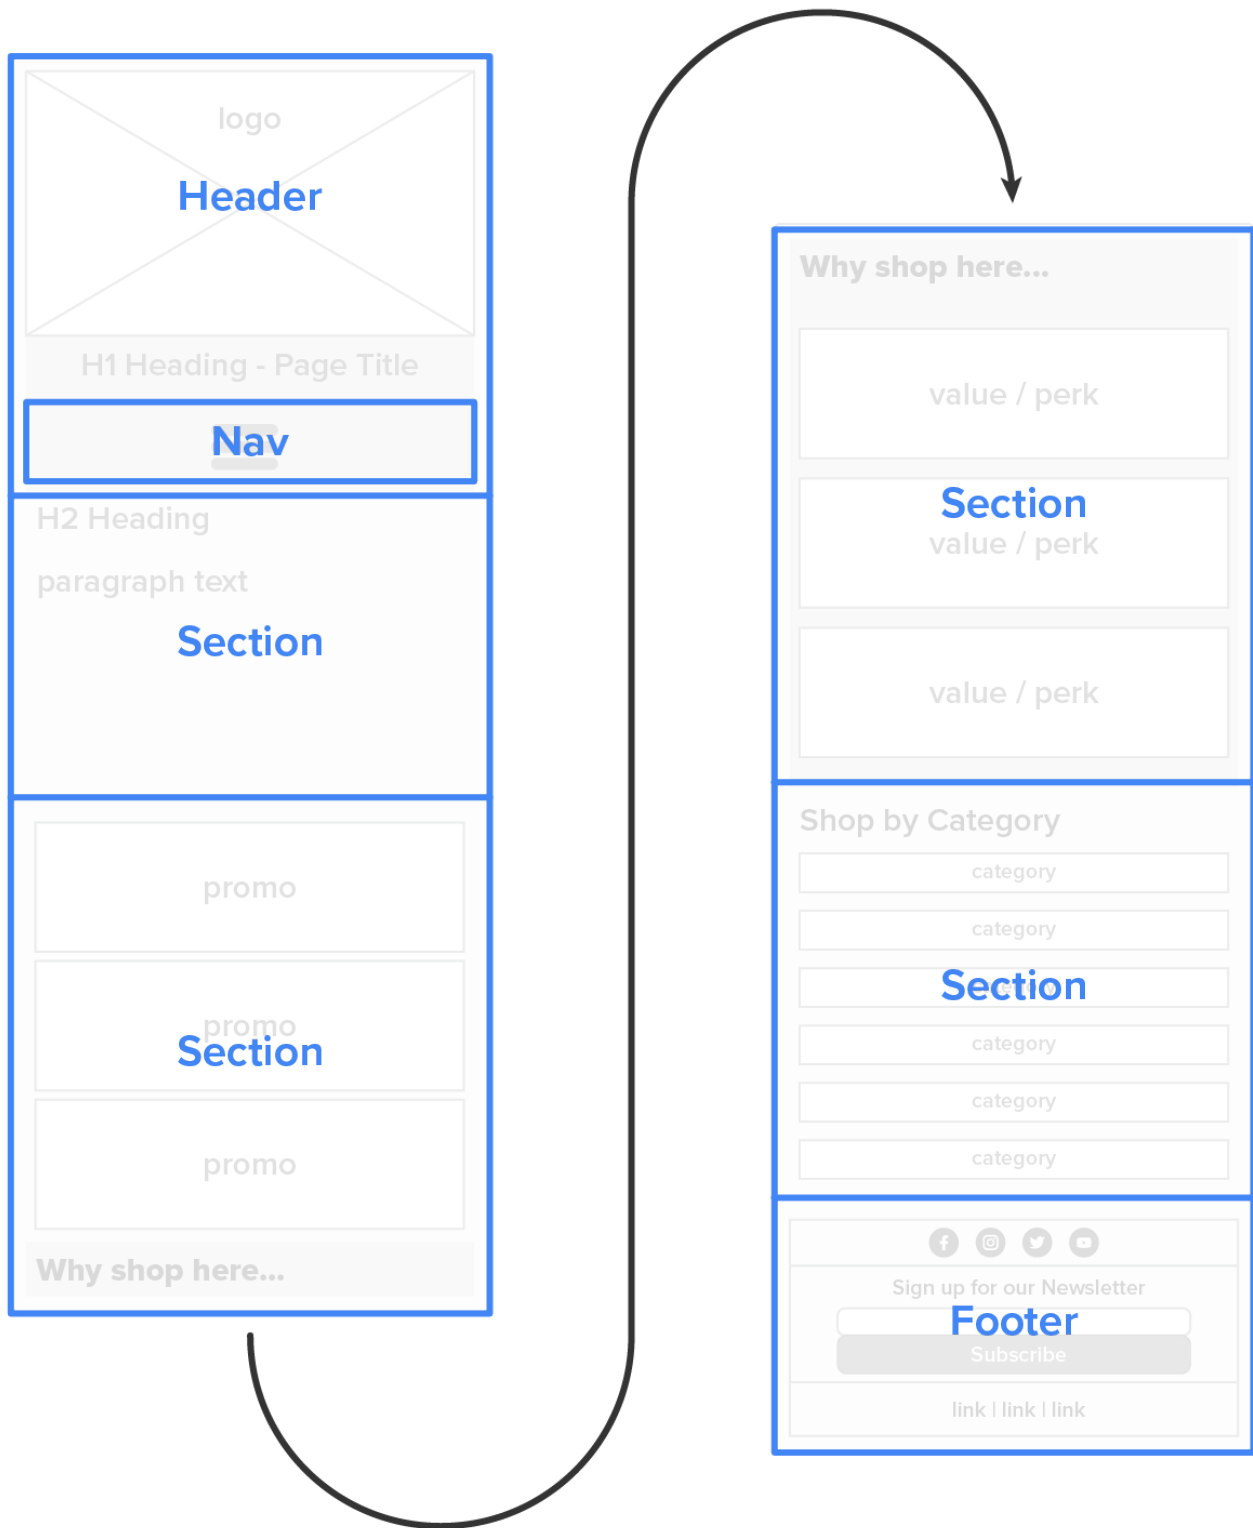 logo
Header
H1 Heading - Page Title
Nav
H2 Heading
paragraph text
Section
promo
promo
Section
promo
Why shop here...
Why shop here...
value / perk
Section
value / perk
value / perk
Shop by Category
category
category
Section
category
category
category
category
Sign up for our Newsletter
Footer
Subscribe
link | link | link